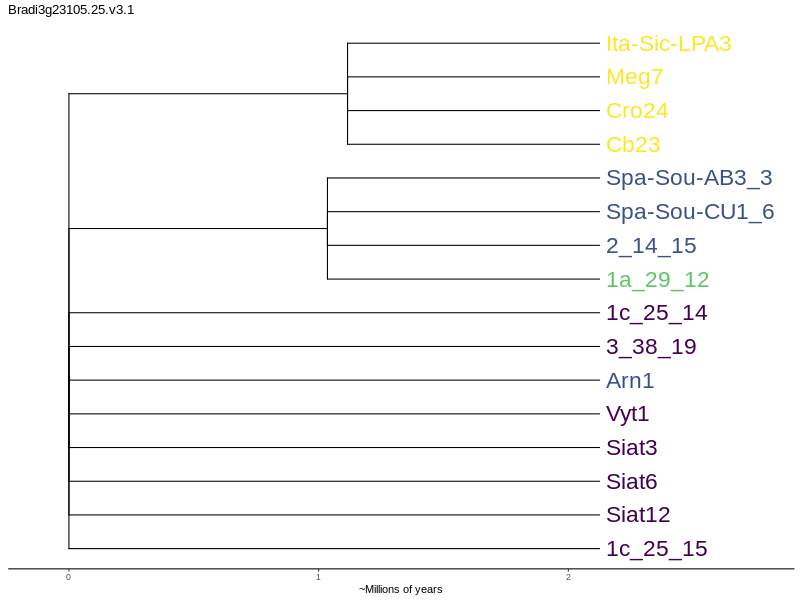 Bradi3g23105.25.v3.1
Ita-Sic-LPA3
Meg7
Cro24
Cb23
Spa-Sou-AB3_3
Spa-Sou-CU1_6
2_14_15
1a_29_12
1c_25_14
3_38_19
Arn1
Vyt1
Siat3
Siat6
Siat12
1c_25_15
0 1 2
~Millions of years